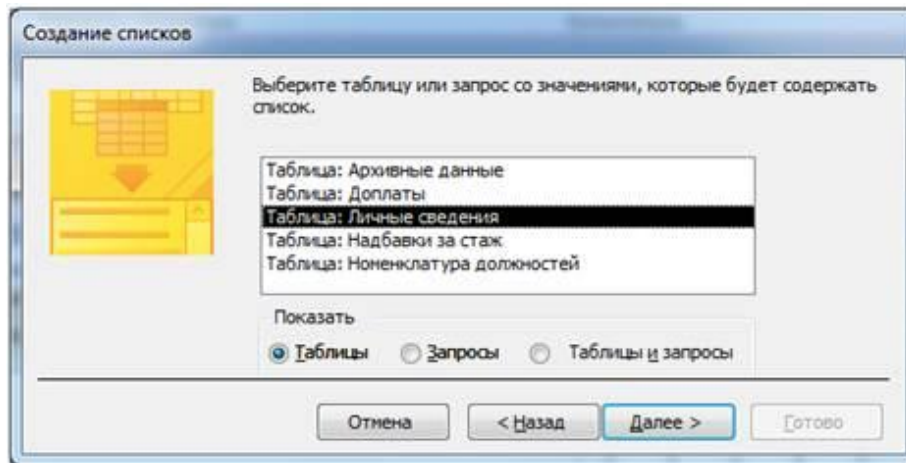 Создание списков
Выберите таблицу или запрос со значениями, которые будет содержать
список.
Таблица: Архивные данные
Таблица: Доплаты
Таблица: Личные сведения
Таблица: Надбавки за стаж
Таблица: Номенклатура должностей
Показать
Таблицы Запросы Таблицы и запросы
Отмена < Назад Далее > Готово